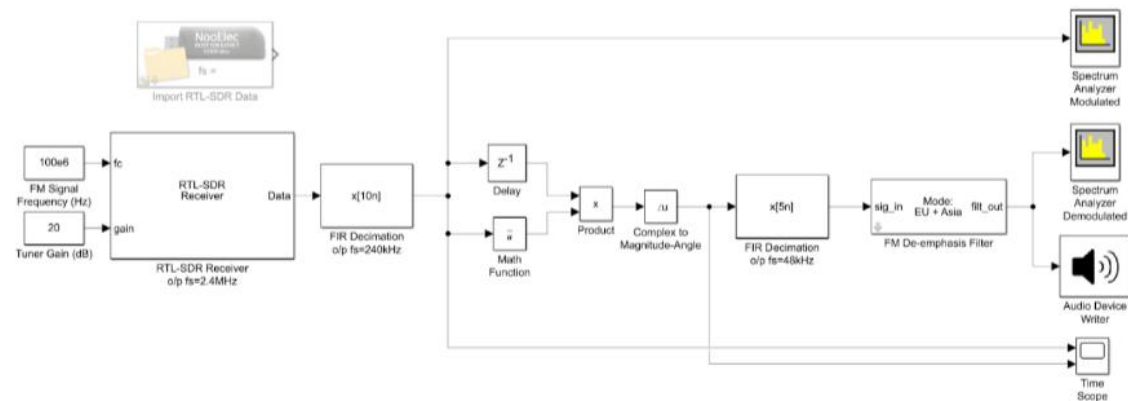 NooElec
fs =
Import RTL-SDR Data
Spectrum
Analyzer
Modulated
100e6
FM Signal
Frequency (Hz)
20
Tuner Gain (dB)
fc
gain
RTL-SDR
Receiver
Data
RTL-SDR Receiver
o/p fs=2.4MHz
x[10n]
FIR Decimation
o/p fs=240kHz
Z-1
Delay
u
Math
Function
x
Product
∠u
Complex to
Magnitude-Angle
x[5n]
FIR Decimation
o/p fs=48kHz
sig_in
Mode:
EU + Asia
filt_out
FM De-emphasis Filter
Spectrum
Analyzer
Demodulated
Audio Device
Writer
Time
Scope